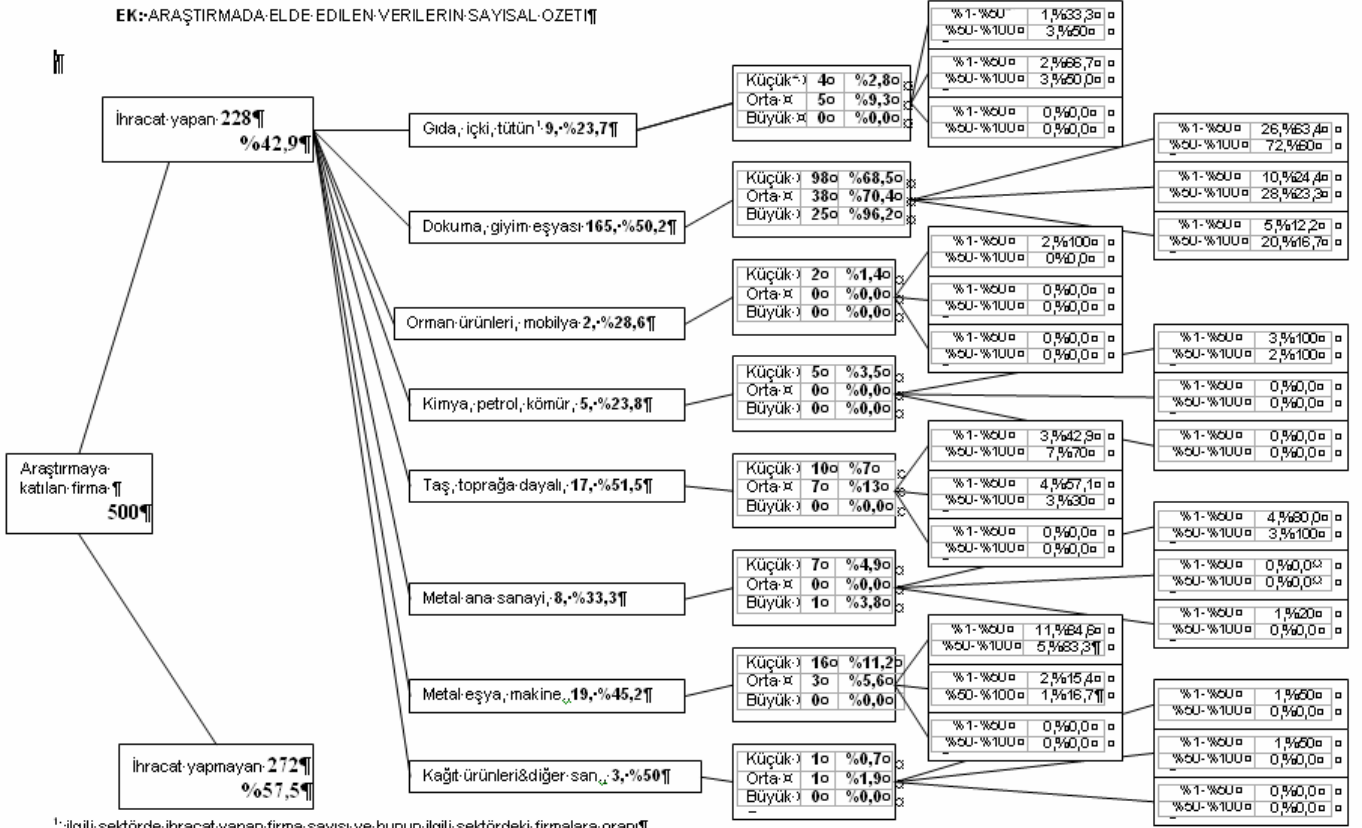 EK: ARAŞTIRMADA ELDE EDILEN VERILERIN SAYISAL OZETI¶
Araştırmaya
katılan firma ¶
500¶
İhracat yapan 228¶
%42,9¶
İhracat yapmayan 272¶
%57,5¶
Gıda, içki, tütün ¹ 9, %23,7¶
Küçük 4 %2,8
Orta 5 %9,3
Büyük 0 %0,0
%1-%50 1,%33,3
%50-%100 3,%50
%1-%50 2,%66,7
%50-%100 3,%50,0
%1-%50 0,%0,0
%50-%100 0,%0,0
Dokuma, giyim eşyası 165, %50,2¶
Küçük 98 %68,5
Orta 38 %70,4
Büyük 25 %96,2
%1-%50 26,%63,4
%50-%100 72,%60
%1-%50 10,%24,4
%50-%100 28,%23,3
%1-%50 5,%12,2
%50-%100 20,%16,7
Orman ürünleri, mobilya 2, %28,6¶
Küçük 2 %1,4
Orta 0 %0,0
Büyük 0 %0,0
%1-%50 2,%100
%50-%100 0%0,0
%1-%50 0,%0,0
%50-%100 0,%0,0
%1-%50 0,%0,0
%50-%100 0,%0,0
Kimya, petrol, kömür, 5, %23,8¶
Küçük 5 %3,5
Orta 0 %0,0
Büyük 0 %0,0
%1-%50 3,%100
%50-%100 2,%100
%1-%50 0,%0,0
%50-%100 0,%0,0
%1-%50 0,%0,0
%50-%100 0,%0,0
Taş, toprağa dayalı, 17, %51,5¶
Küçük 10 %7
Orta 7 %13
Büyük 0 %0,0
%1-%50 3,%42,9
%50-%100 7,%70
%1-%50 4,%57,1
%50-%100 3,%30
%1-%50 0,%0,0
%50-%100 0,%0,0
Metal ana sanayi, 8, %33,3¶
Küçük 7 %4,9
Orta 0 %0,0
Büyük 1 %3,8
%1-%50 4,%80,0
%50-%100 3,%100
%1-%50 0,%0,0
%50-%100 0,%0,0
%1-%50 1,%20
%50-%100 0,%0,0
Metal eşya, makine, 19, %45,2¶
Küçük 16 %11,2
Orta 3 %5,6
Büyük 0 %0,0
%1-%50 11,%84,6
%50-%100 5,%83,3¶
%1-%50 2,%15,4
%50-%100 1,%16,7¶
%1-%50 0,%0,0
%50-%100 0,%0,0
Kağıt ürünleri&diğer san., 3, %50¶
Küçük 1 %0,7
Orta 1 %1,9
Büyük 0 %0,0
%1-%50 1,%50
%50-%100 0,%0,0
%1-%50 1,%50
%50-%100 0,%0,0
%1-%50 0,%0,0
%50-%100 0,%0,0
¹: ilgili sektörde ihracat yapan firma sayısı ve bunun ilgili sektördeki firmalara oranı¶